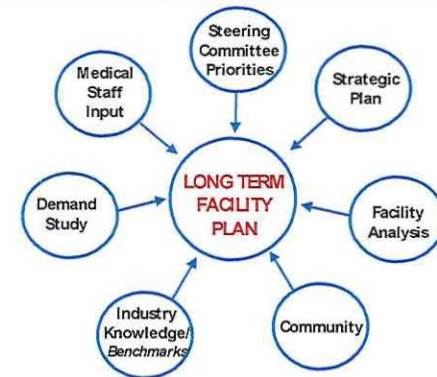 Steering
Committee
Priorities
Medical
Staff
Input
Strategic
Plan
LONG TERM
FACILITY
PLAN
Demand
Study
Facility
Analysis
Industry
Knowledge/
Benchmarks
Community